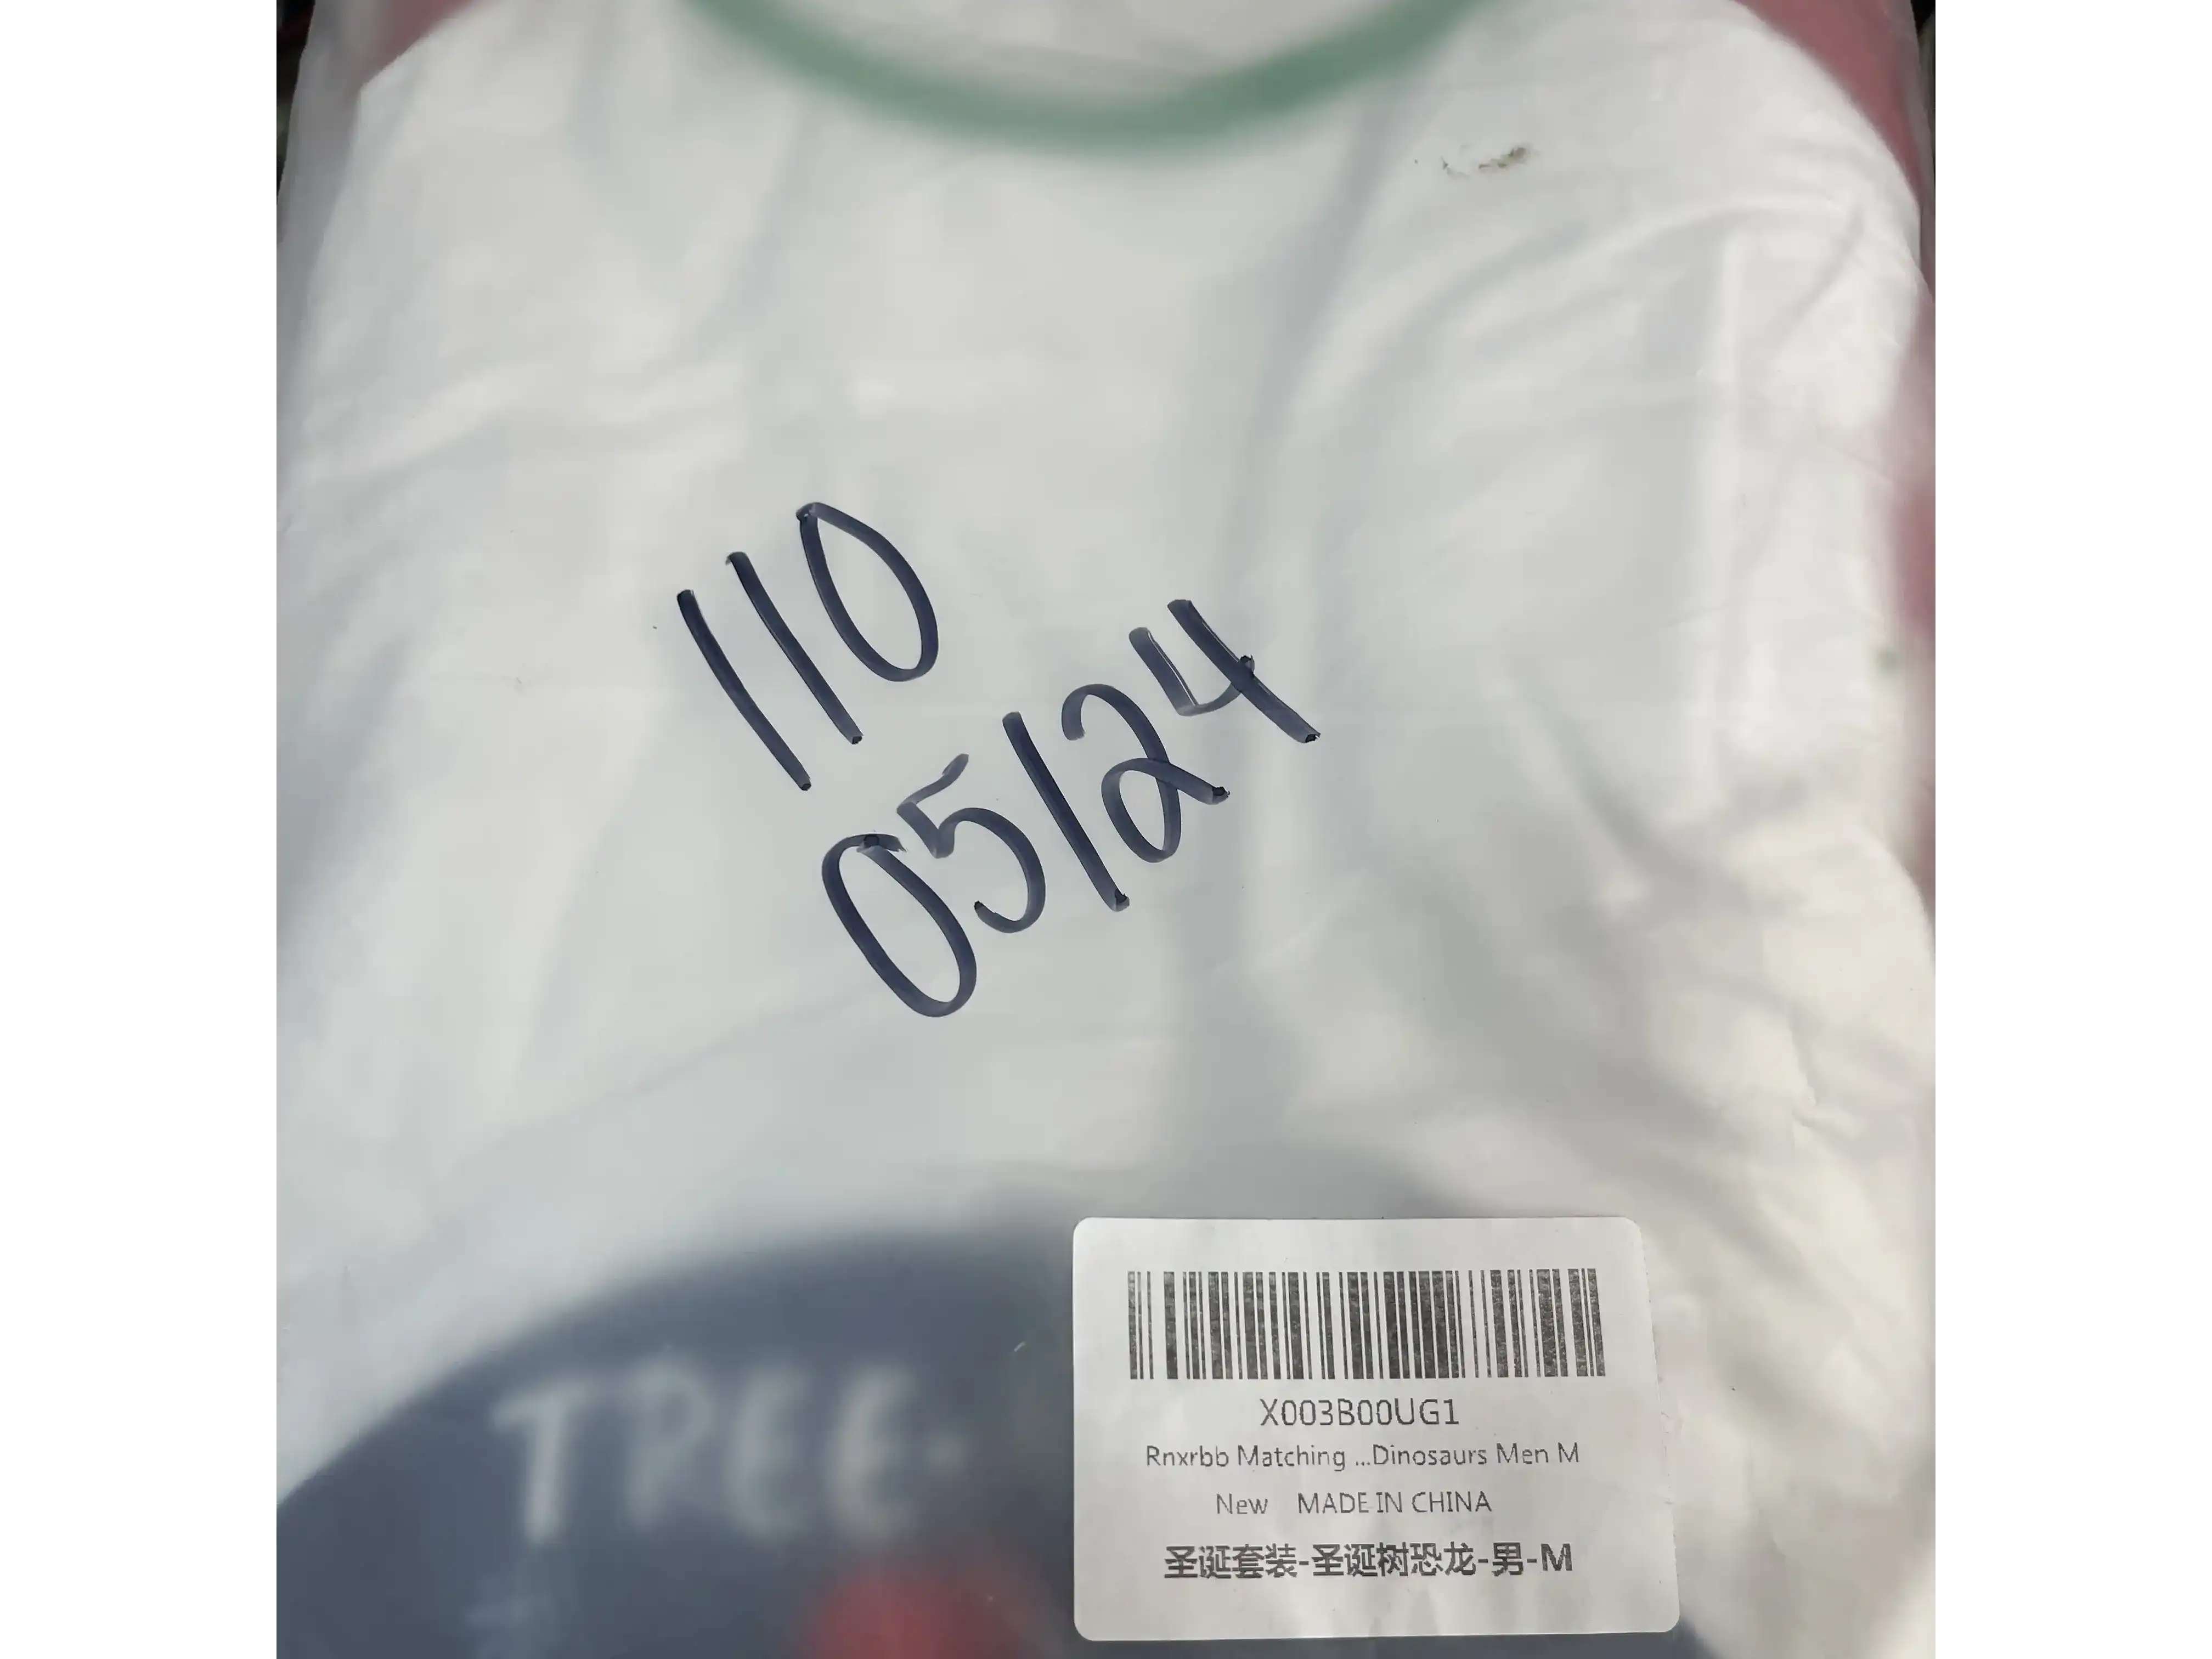 110
05/24
TREE
X003B00UG1
Rnxrbb Matching ...Dinosaurs Men M
New MADE IN CHINA
圣诞套装-圣诞树恐龙-男-M